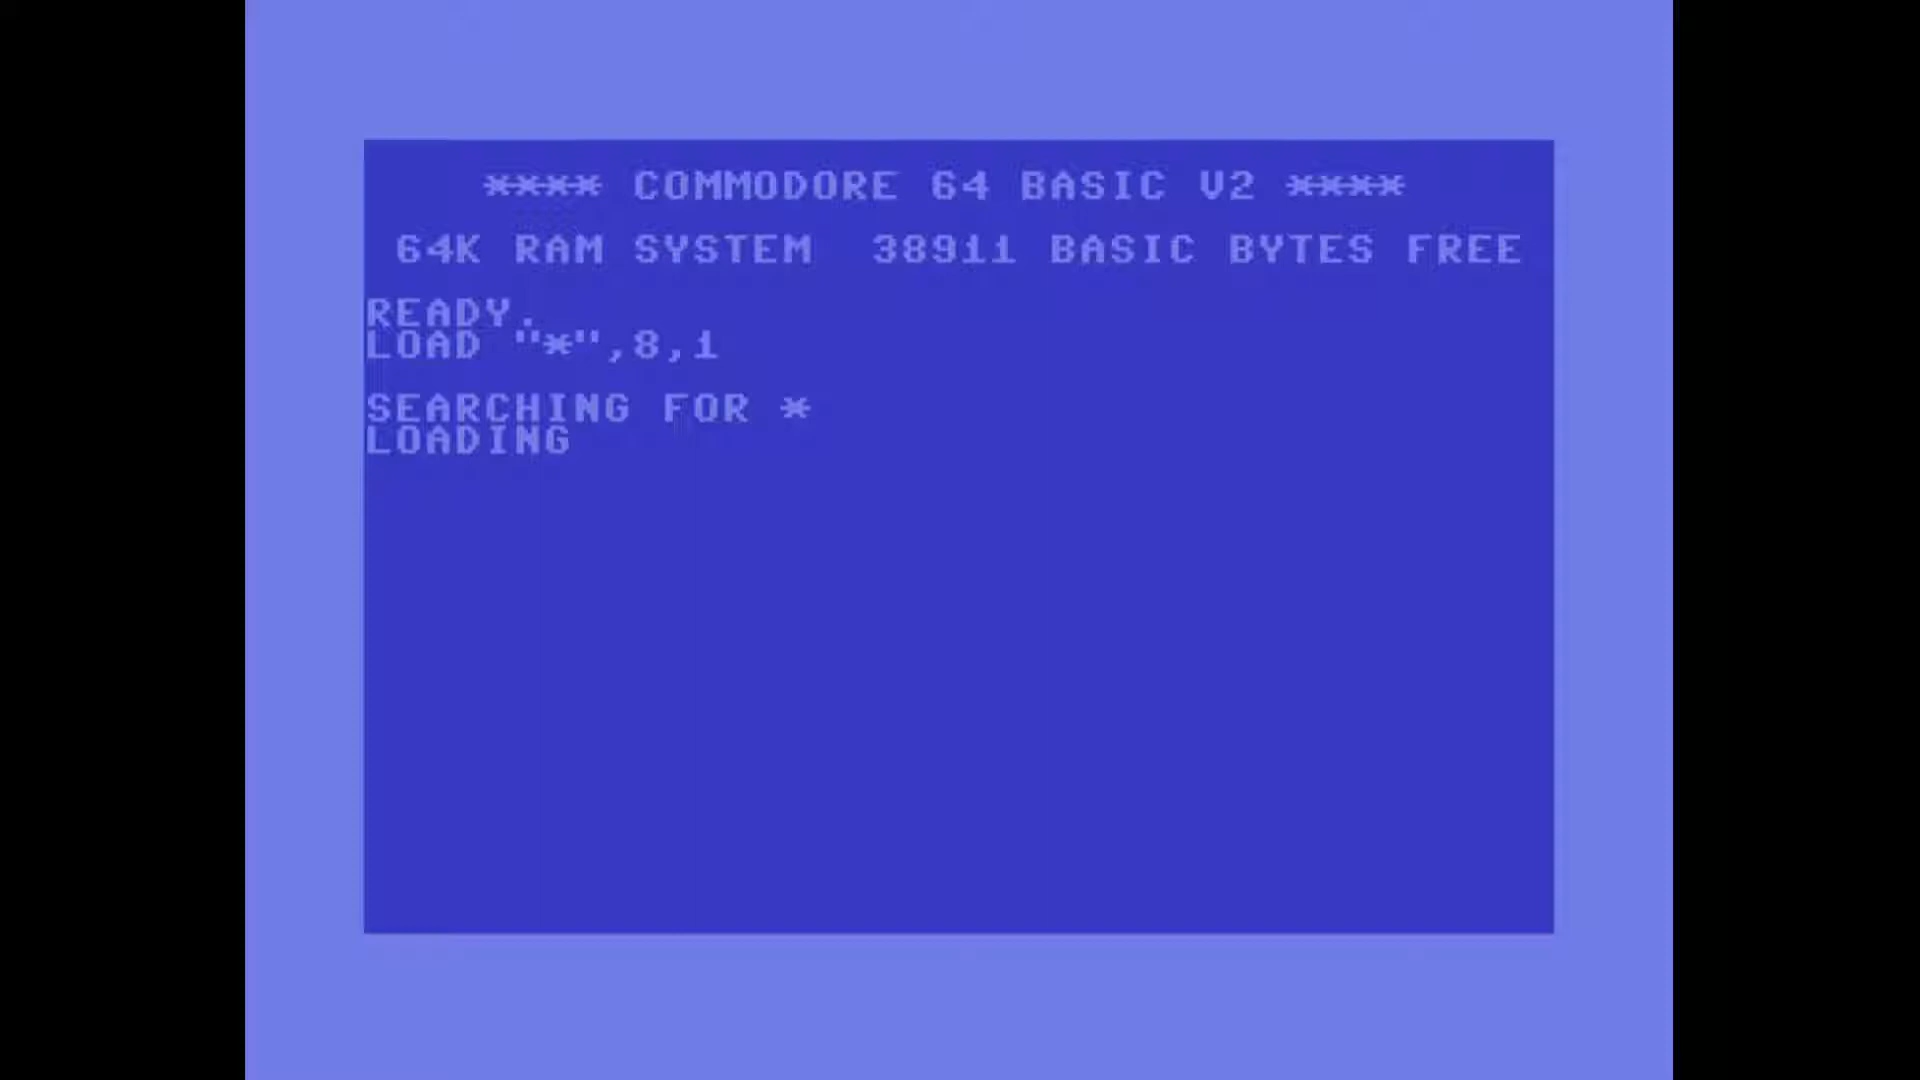 **** COMMODORE 64 BASIC V2 ****
64K RAM SYSTEM  38911 BASIC BYTES FREE
READY.
LOAD "*",8,1
SEARCHING FOR *
LOADING